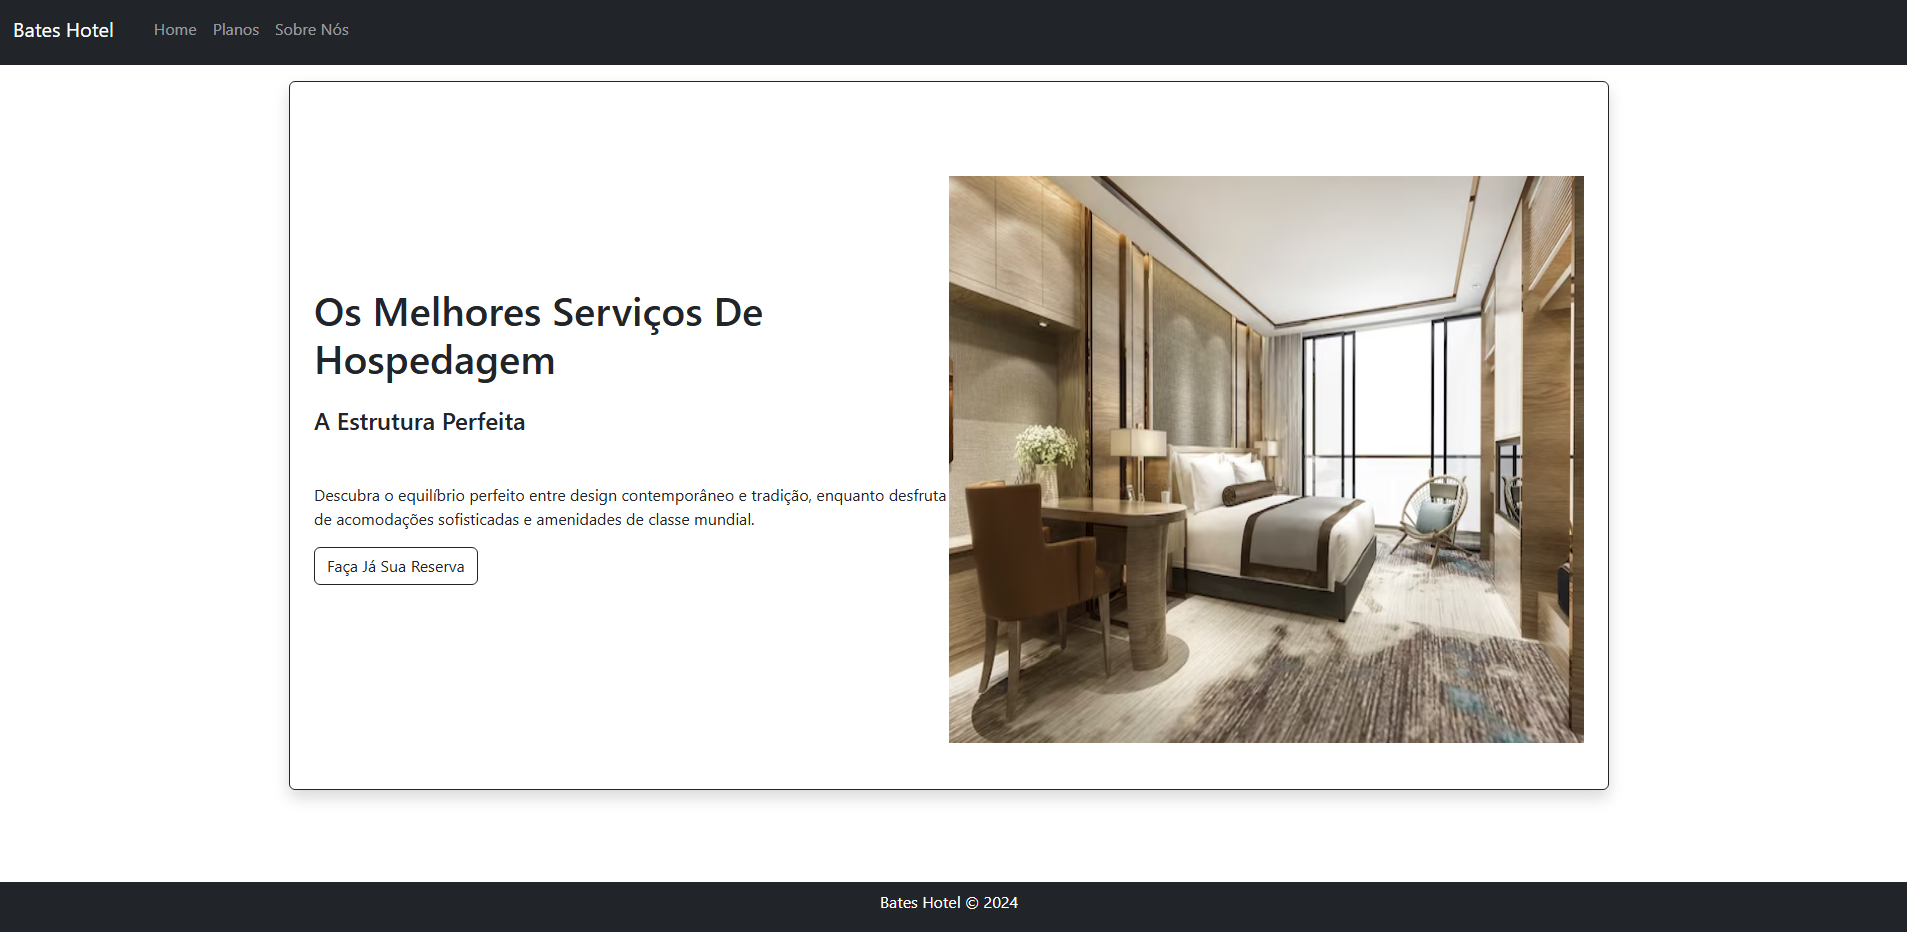 Bates Hotel Home Planos Sobre Nós
Os Melhores Serviços De
Hospedagem
A Estrutura Perfeita
Descubra o equilíbrio perfeito entre design contemporâneo e tradição, enquanto desfruta
de acomodações sofisticadas e amenidades de classe mundial.
Faça Já Sua Reserva
Bates Hotel © 2024